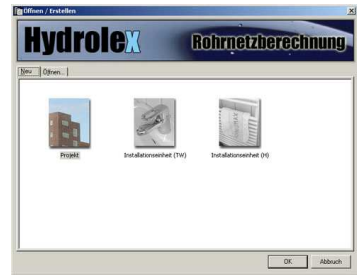 Öffnen / Erstellen
Hydrolex Rohrnetzberechnung
Neu Öffnen...
Projekt Installationseinheit (TW) Installationseinheit (H)
OK Abbruch